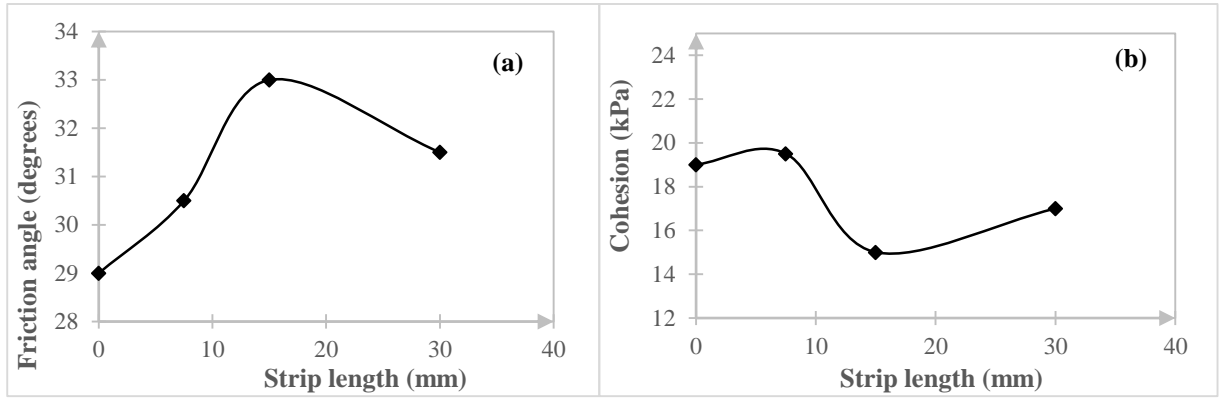 (a)
Friction angle (degrees)
34
33
32
31
30
29
28
0 10 20 30 40
Strip length (mm)
(b)
Cohesion (kPa)
24
22
20
18
16
14
12
0 10 20 30 40
Strip length (mm)